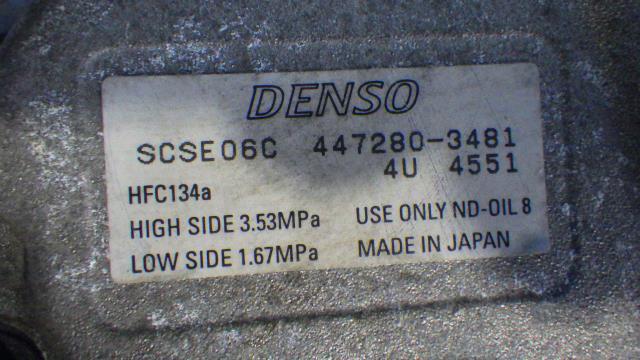 DENSO
SCSE06C 447280-3481
4U 4551
HFC134a
HIGH SIDE 3.53MPa USE ONLY ND-OIL 8
LOW SIDE 1.67MPa MADE IN JAPAN